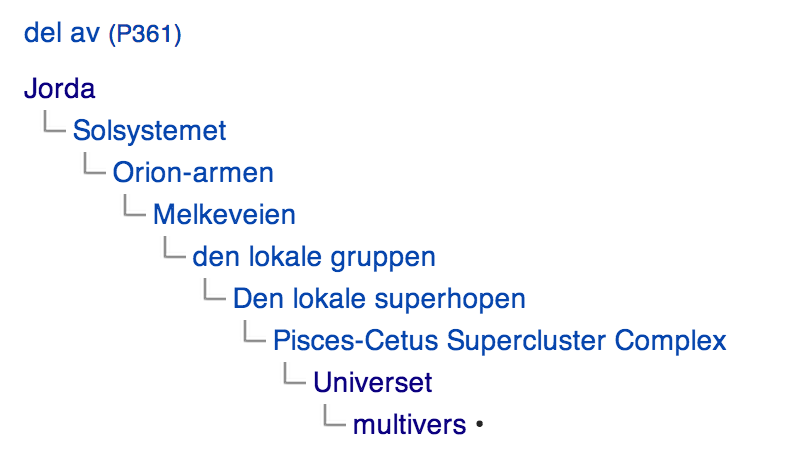 del av (P361)
Jorda
Solsystemet
Orion-armen
Melkeveien
den lokale gruppen
Den lokale superhopen
Pisces-Cetus Supercluster Complex
Universet
multivers •